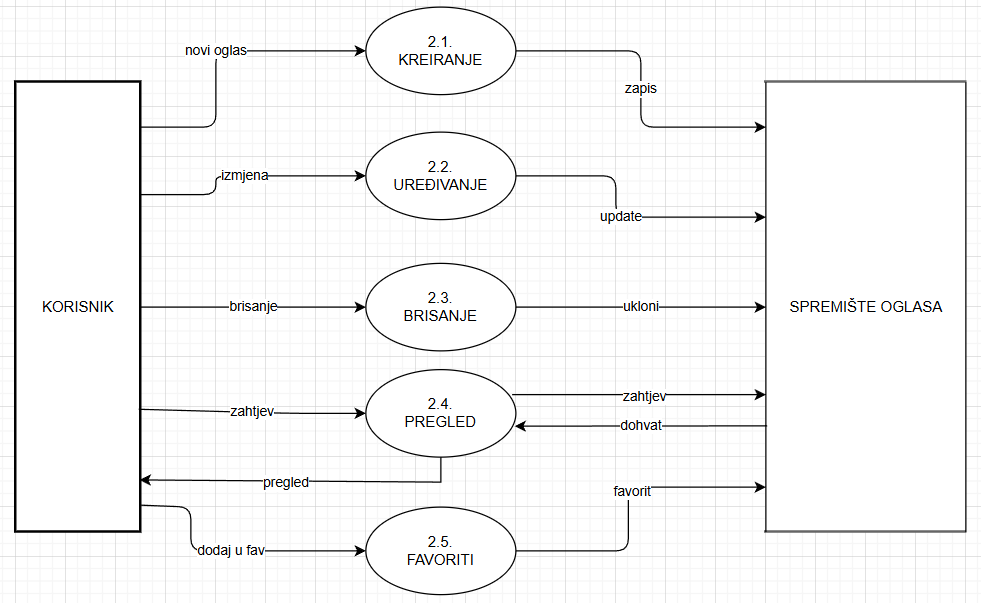 2.1.
KREIRANJE
novi oglas
zapis
2.2.
UREĐIVANJE
izmjena
update
KORISNIK
brisanje
2.3.
BRISANJE
ukloni
SPREMIŠTE OGLASA
zahtjev
2.4.
PREGLED
zahtjev
dohvat
pregled
favorit
dodaj u fav
2.5.
FAVORITI